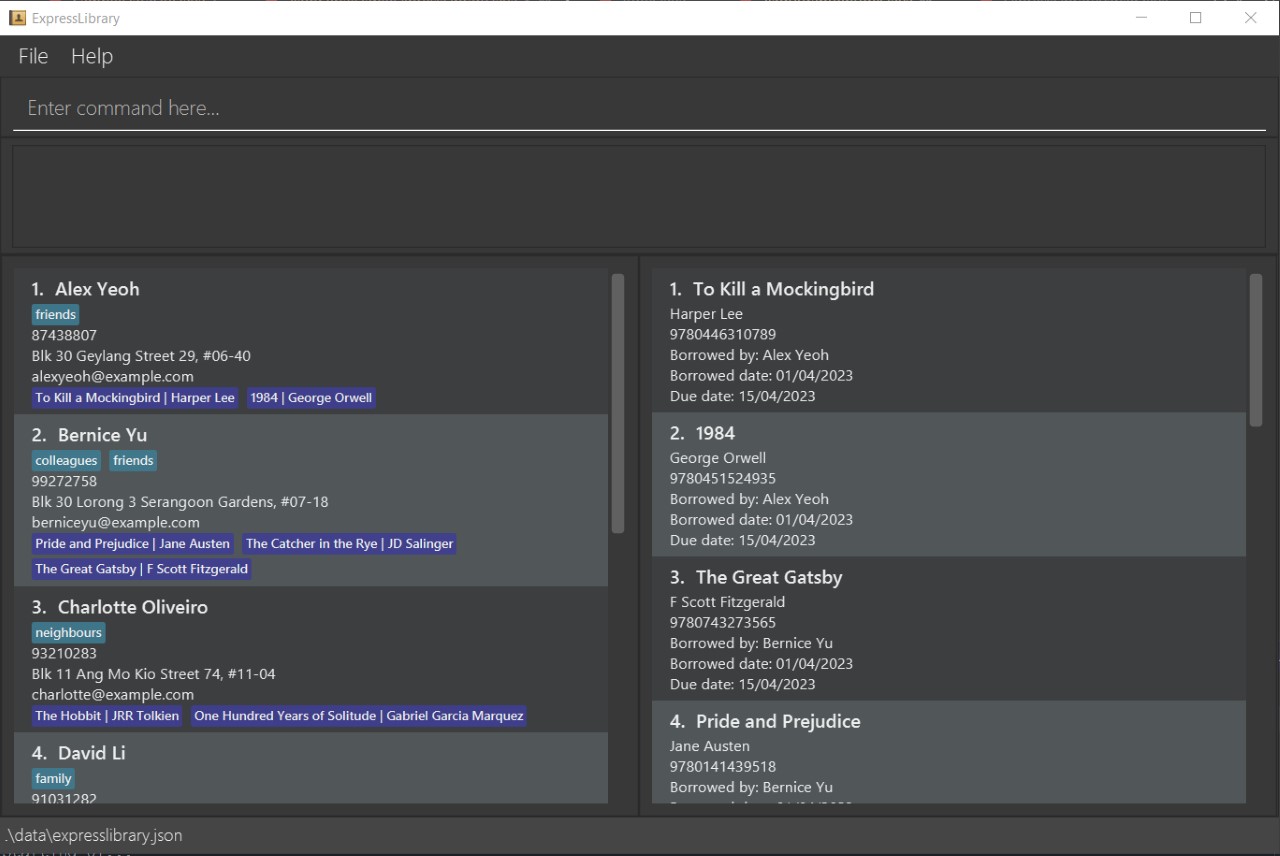 ExpressLibrary
File Help
Enter command here...
1. Alex Yeoh
friends
87438807
Blk 30 Geylang Street 29, #06-40
alexyeoh@example.com
To Kill a Mockingbird | Harper Lee 1984 | George Orwell
2. Bernice Yu
colleagues friends
99272758
Blk 30 Lorong 3 Serangoon Gardens, #07-18
berniceyu@example.com
Pride and Prejudice | Jane Austen The Catcher in the Rye | JD Salinger
The Great Gatsby | F Scott Fitzgerald
3. Charlotte Oliveiro
neighbours
93210283
Blk 11 Ang Mo Kio Street 74, #11-04
charlotte@example.com
The Hobbit | JRR Tolkien One Hundred Years of Solitude | Gabriel Garcia Marquez
4. David Li
family
91031282
1. To Kill a Mockingbird
Harper Lee
9780446310789
Borrowed by: Alex Yeoh
Borrowed date: 01/04/2023
Due date: 15/04/2023
2. 1984
George Orwell
9780451524935
Borrowed by: Alex Yeoh
Borrowed date: 01/04/2023
Due date: 15/04/2023
3. The Great Gatsby
F Scott Fitzgerald
9780743273565
Borrowed by: Bernice Yu
Borrowed date: 01/04/2023
Due date: 15/04/2023
4. Pride and Prejudice
Jane Austen
9780141439518
Borrowed by: Bernice Yu
.\data\expresslibrary.json